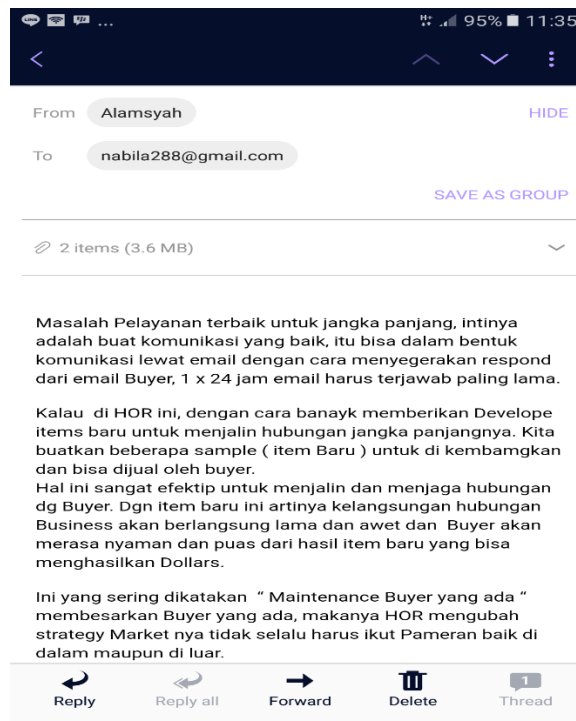 ... H+ 95% 11:35
From Alamsyah HIDE
To nabila288@gmail.com
SAVE AS GROUP
2 items (3.6 MB)
Masalah Pelayanan terbaik untuk jangka panjang, intinya
adalah buat komunikasi yang baik, itu bisa dalam bentuk
komunikasi lewat email dengan cara menyegerakan respond
dari email Buyer, 1 x 24 jam email harus terjawab paling lama.
Kalau di HOR ini, dengan cara banayk memberikan Develope
items baru untuk menjalin hubungan jangka panjangnya. Kita
buatkan beberapa sample ( item Baru ) untuk di kembamgkan
dan bisa dijual oleh buyer.
Hal ini sangat efektip untuk menjalin dan menjaga hubungan
dg Buyer. Dgn item baru ini artinya kelangsungan hubungan
Business akan berlangsung lama dan awet dan Buyer akan
merasa nyaman dan puas dari hasil item baru yang bisa
menghasilkan Dollars.
Ini yang sering dikatakan “ Maintenance Buyer yang ada “
membesarkan Buyer yang ada, makanya HOR mengubah
strategy Market nya tidak selalu harus ikut Pameran baik di
dalam maupun di luar.
Reply Reply all Forward Delete 1 Thread